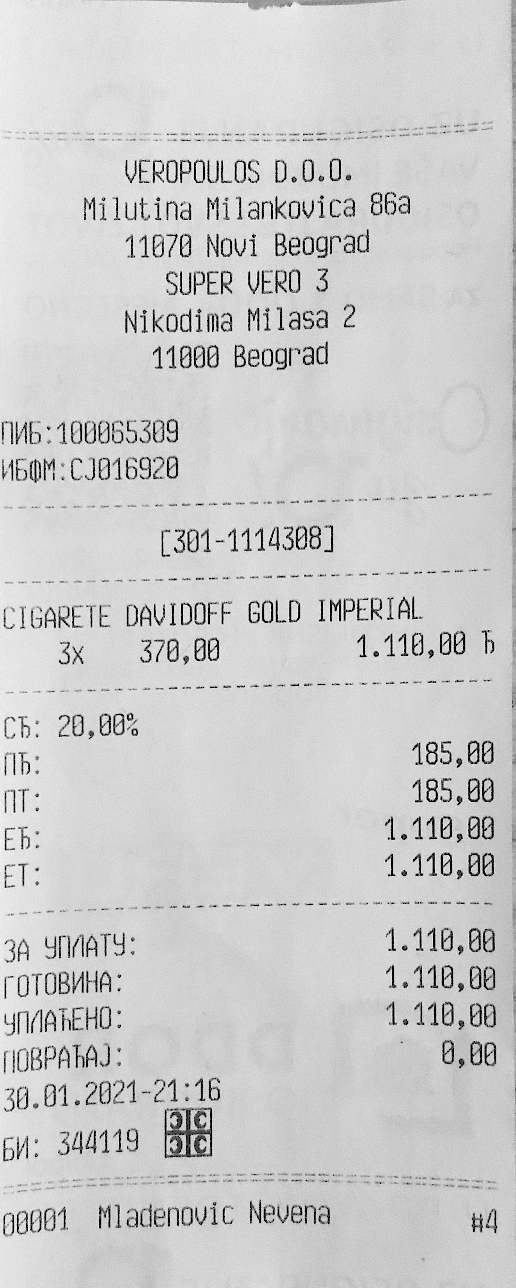 VEROPOULOS D.O.O.
Milutina Milankovica 86a
11070 Novi Beograd
SUPER VERO 3
Nikodima Milasa 2
11000 Beograd
ПИБ:100065309
ИБФМ:CJ016920
[301-1114308]
CIGARETE DAVIDOFF GOLD IMPERIAL
3x 370,00 1.110,00 Ђ
СЂ: 20,00%
ПЂ: 185,00
ПТ: 185,00
ЕЂ: 1.110,00
ЕТ: 1.110,00
ЗА УПЛАТУ: 1.110,00
ГОТОВИНА: 1.110,00
УПЛАЋЕНО: 1.110,00
ПОВРАЋАЈ: 0,00
30.01.2021-21:16
БИ: 344119
00001 Mladenovic Nevena #4